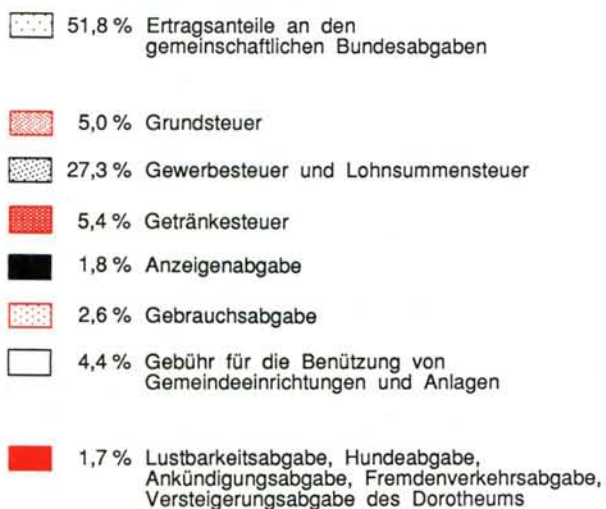 51,8 % Ertragsanteile an den
gemeinschaftlichen Bundesabgaben
5,0 % Grundsteuer
27,3 % Gewerbesteuer und Lohnsummensteuer
5,4 % Getränkesteuer
1,8 % Anzeigenabgabe
2,6 % Gebrauchsabgabe
4,4 % Gebühr für die Benützung von
Gemeindeeinrichtungen und Anlagen
1,7 % Lustbarkeitsabgabe, Hundeabgabe,
Ankündigungsabgabe, Fremdenverkehrsabgabe,
Versteigerungsabgabe des Dorotheums